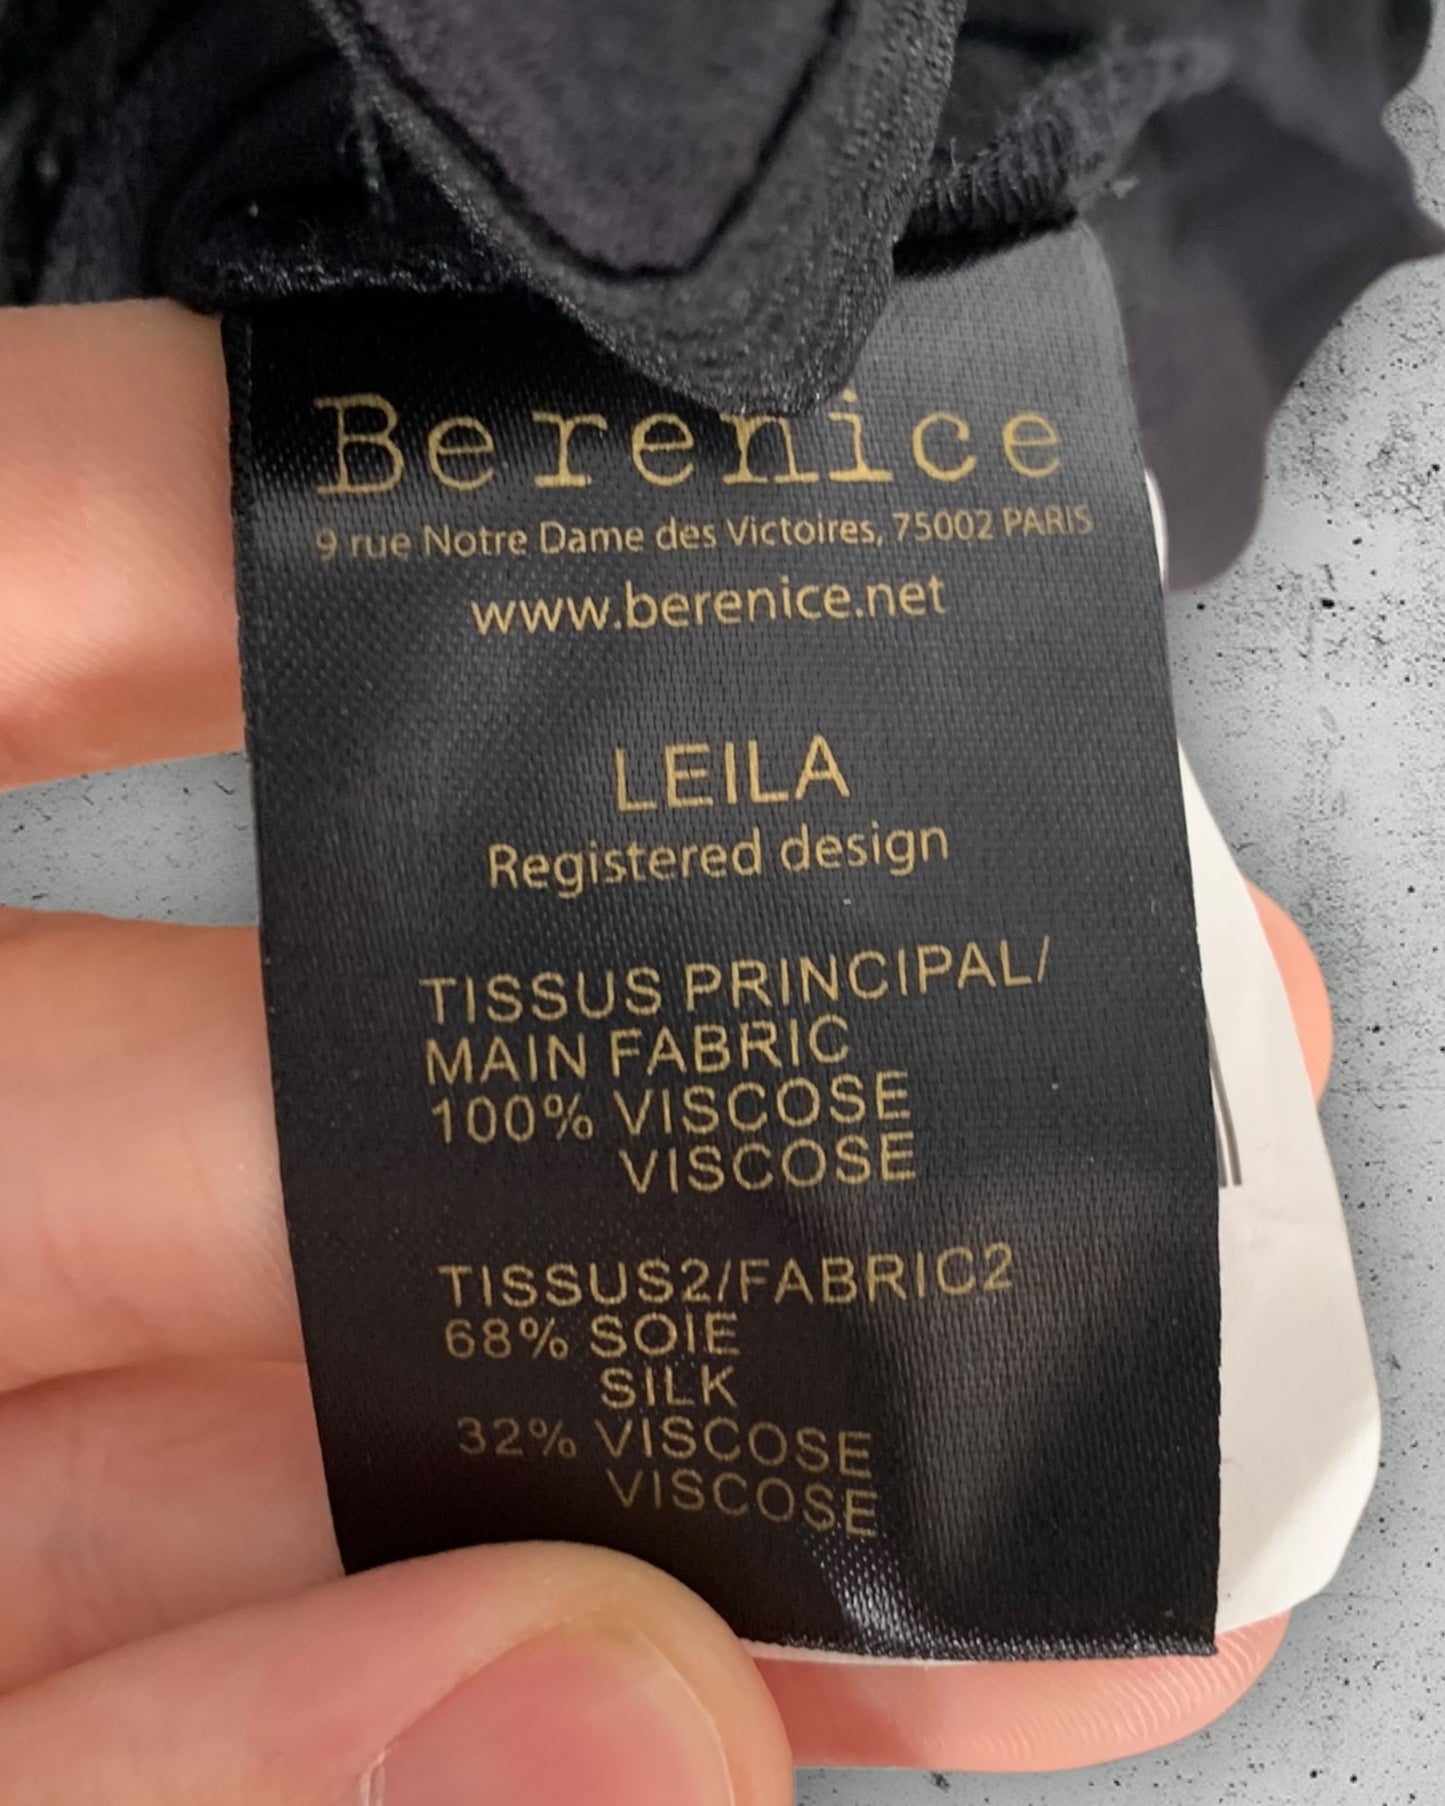 Berenice
9 rue Notre Dame des Victoires, 75002 PARIS
www.berenice.net
LEILA
Registered design
TISSUS PRINCIPAL/
MAIN FABRIC
100% VISCOSE
VISCOSE
TISSUS2/FABRIC2
68% SOIE
SILK
32% VISCOSE
VISCOSE